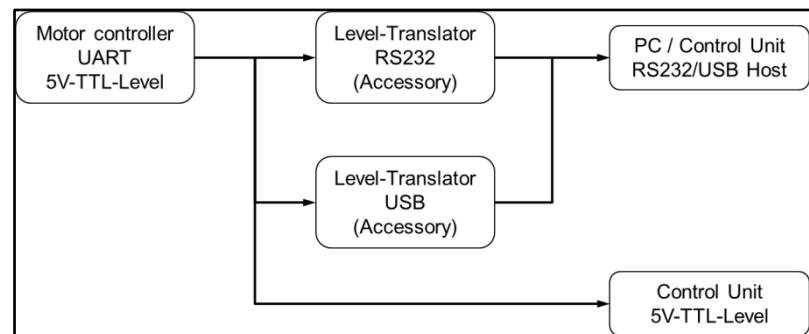 Motor controller
UART
5V-TTL-Level
Level-Translator
RS232
(Accessory)
PC / Control Unit
RS232/USB Host
Level-Translator
USB
(Accessory)
Control Unit
5V-TTL-Level